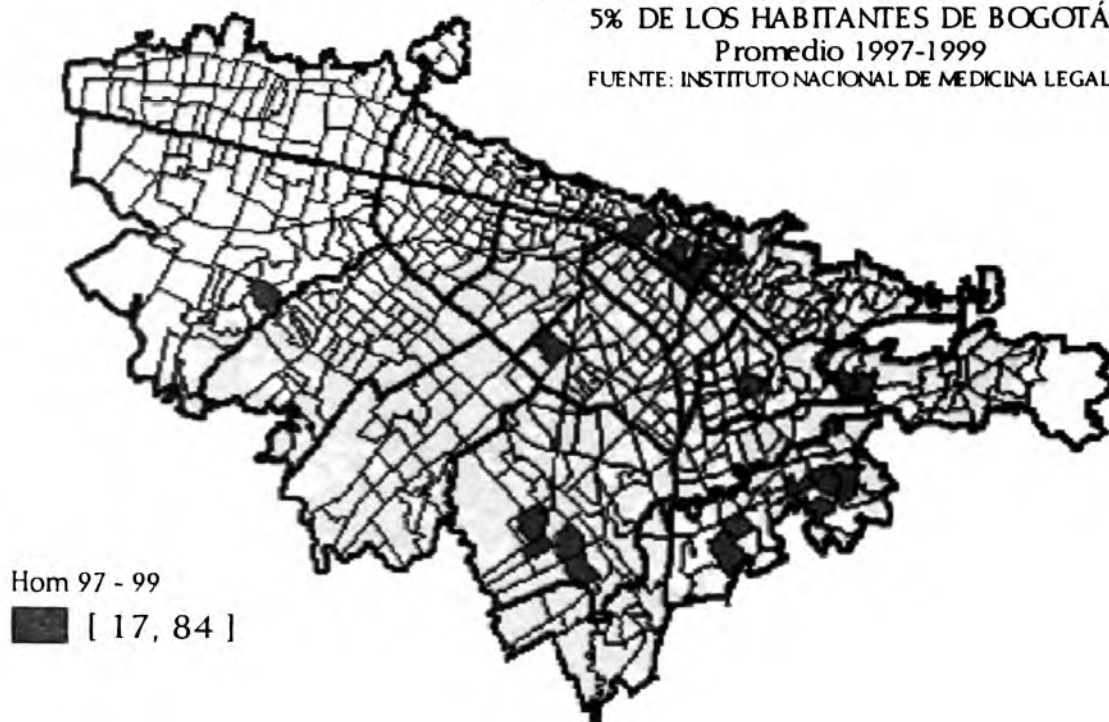 5% DE LOS HABITANTES DE BOGOTÁ
Promedio 1997-1999
FUENTE: INSTITUTO NACIONAL DE MEDICINA LEGAL
Hom 97 - 99
[ 17, 84 ]